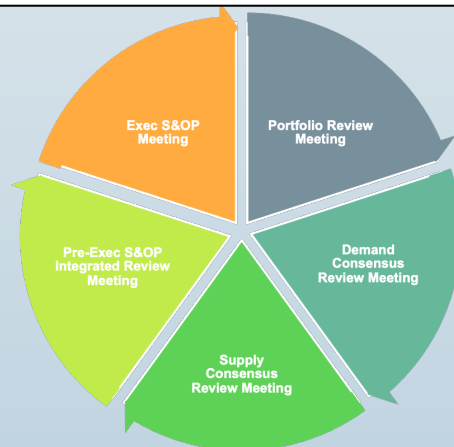 Exec S&OP
Meeting
Portfolio Review
Meeting
Pre-Exec S&OP
Integrated Review
Meeting
Demand
Consensus
Review Meeting
Supply
Consensus
Review Meeting